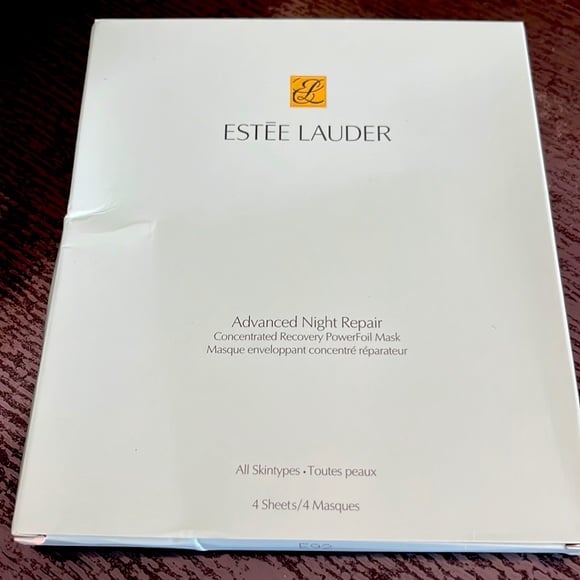 ESTĒE LAUDER
Advanced Night Repair
Concentrated Recovery PowerFoil Mask
Masque enveloppant concentré réparateur
All Skintypes • Toutes peaux
4 Sheets/4 Masques